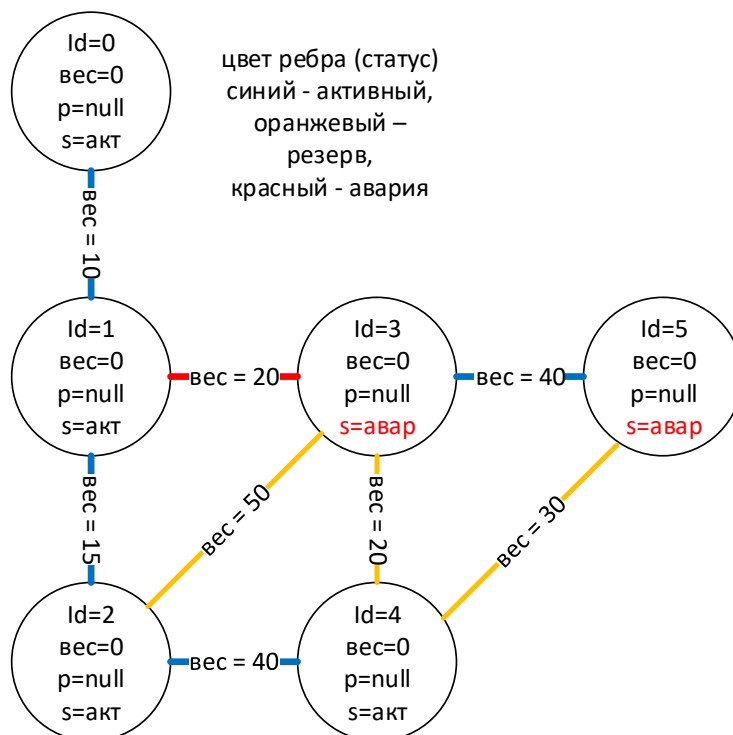 Id=0
вес=0
p=null
s=акт
цвет ребра (статус)
синий - активный,
оранжевый –
резерв,
красный - авария
вес = 10
Id=1
вес=0
p=null
s=акт
вес = 20
Id=3
вес=0
p=null
s=авар
вес = 40
Id=5
вес=0
p=null
s=авар
вес = 15
вес = 50
вес = 20
вес = 30
Id=2
вес=0
p=null
s=акт
вес = 40
Id=4
вес=0
p=null
s=акт